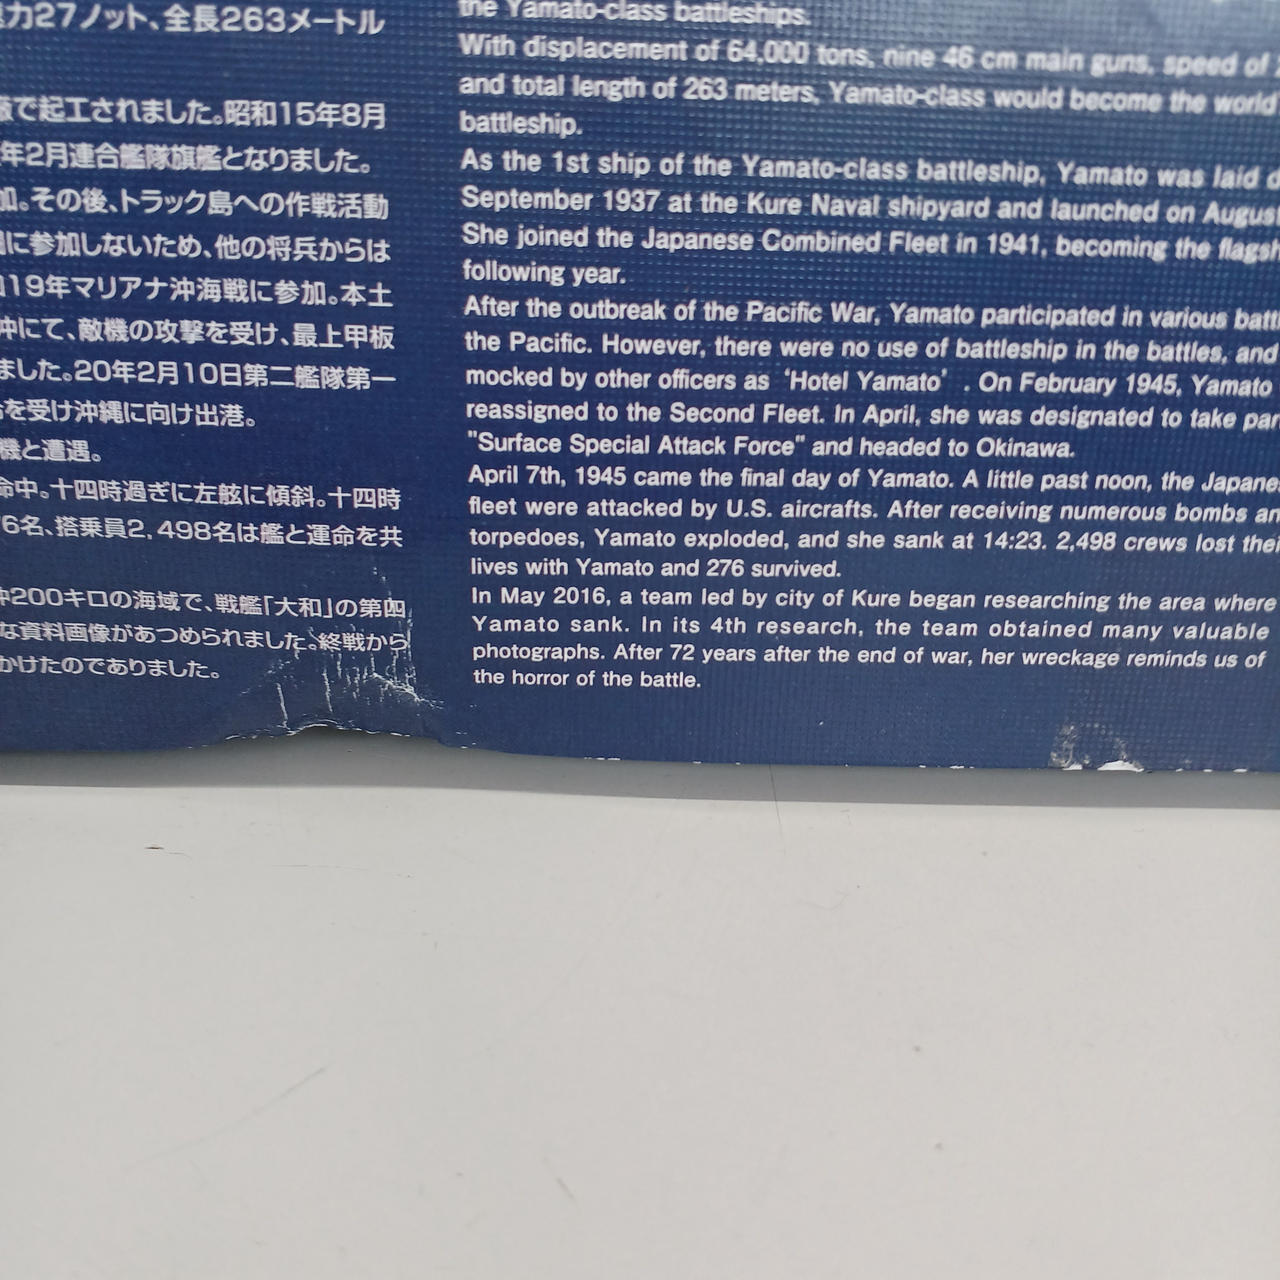 力27ノット、全長263メートル
で起工されました。昭和15年8月
年2月連合艦隊旗艦となりました。
加。その後、トラック島への作戦活動
に参加しないため、他の将兵からは
19年マリアナ沖海戦に参加。本土
沖にて、敵機の攻撃を受け、最上甲板
ました。20年2月10日第二艦隊第一
を受け沖縄に向け出港。
機と遭遇。
命中。十四時過ぎに左舷に傾斜。十四時
6名、搭乗員2,498名は艦と運命を共
200キロの海域で、戦艦「大和」の第四
な資料画像があつめられました。終戦から
かけたのでありました。
the Yamato-class battleships.
With displacement of 64,000 tons, nine 46 cm main guns, speed of
and total length of 263 meters, Yamato-class would become the world
battleship.
As the 1st ship of the Yamato-class battleship, Yamato was laid
September 1937 at the Kure Naval shipyard and launched on Augus
She joined the Japanese Combined Fleet in 1941, becoming the flags
following year.
After the outbreak of the Pacific War, Yamato participated in various batt
the Pacific. However, there were no use of battleship in the battles, and
mocked by other officers as ‘Hotel Yamato’ . On February 1945, Yamato
reassigned to the Second Fleet. In April, she was designated to take par
"Surface Special Attack Force" and headed to Okinawa.
April 7th, 1945 came the final day of Yamato. A little past noon, the Japane
fleet were attacked by U.S. aircrafts. After receiving numerous bombs an
torpedoes, Yamato exploded, and she sank at 14:23. 2,498 crews lost thei
lives with Yamato and 276 survived.
In May 2016, a team led by city of Kure began researching the area where
Yamato sank. In its 4th research, the team obtained many valuable
photographs. After 72 years after the end of war, her wreckage reminds us of
the horror of the battle.